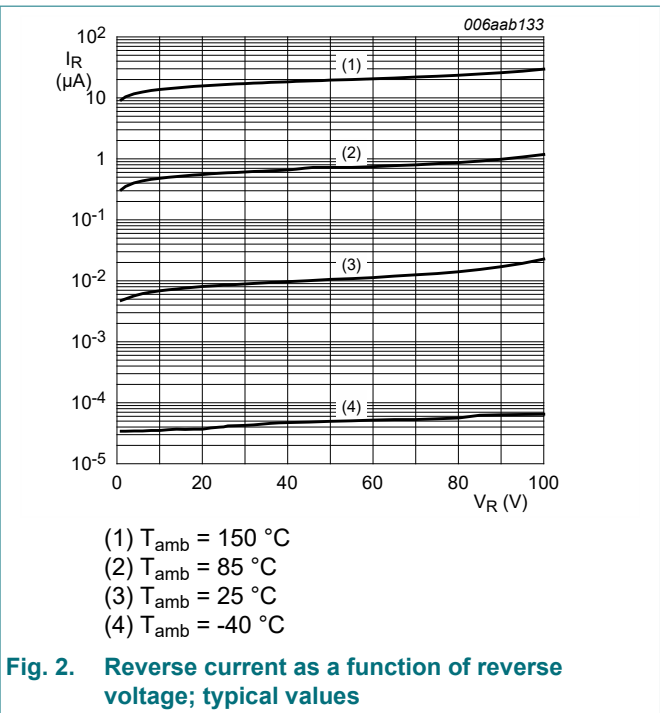 006aab133
10²
I_R
(µA)
10
1
10⁻¹
10⁻²
10⁻³
10⁻⁴
10⁻⁵
(1)
(2)
(3)
(4)
0 20 40 60 80 100
V_R (V)
(1) T_amb = 150 °C
(2) T_amb = 85 °C
(3) T_amb = 25 °C
(4) T_amb = -40 °C
Fig. 2. Reverse current as a function of reverse
voltage; typical values